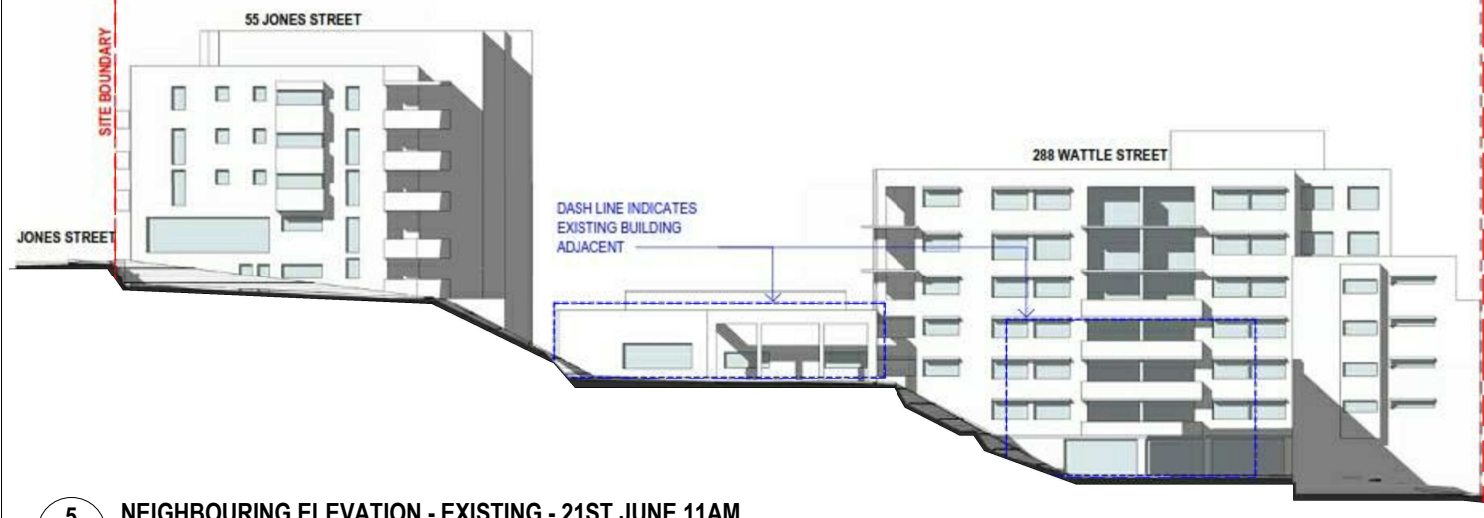 55 JONES STREET
SITE BOUNDARY
288 WATTLE STREET
DASH LINE INDICATES
EXISTING BUILDING
ADJACENT
JONES STREET
5 NEIGHBOURING ELEVATION - EXISTING - 21ST JUNE 11AM